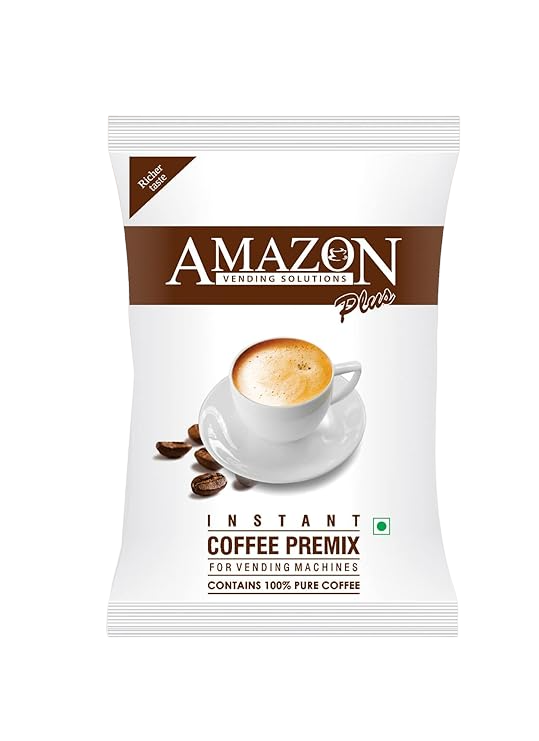 Richer
taste
AMAZON
VENDING SOLUTIONS
Plus
INSTANT
COFFEE PREMIX
FOR VENDING MACHINES
CONTAINS 100% PURE COFFEE